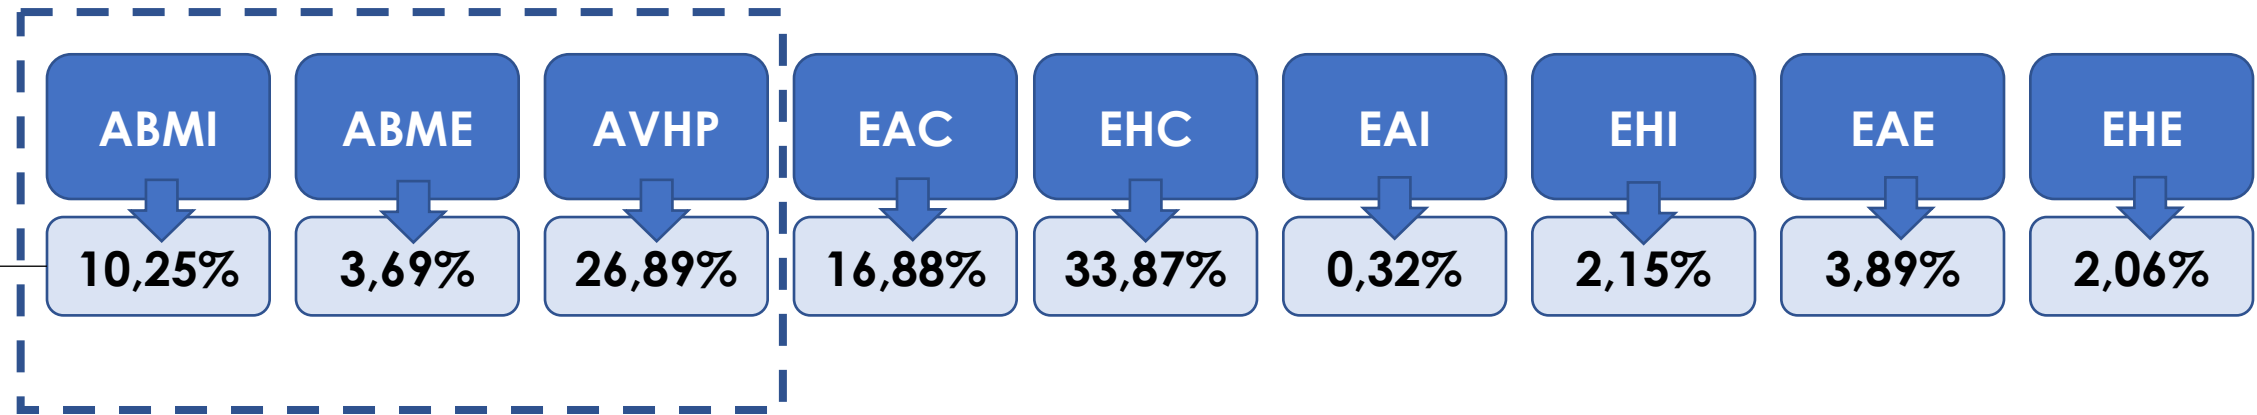 ABMI ABME AVHP EAC EHC EAI EHI EAE EHE
10,25% 3,69% 26,89% 16,88% 33,87% 0,32% 2,15% 3,89% 2,06%